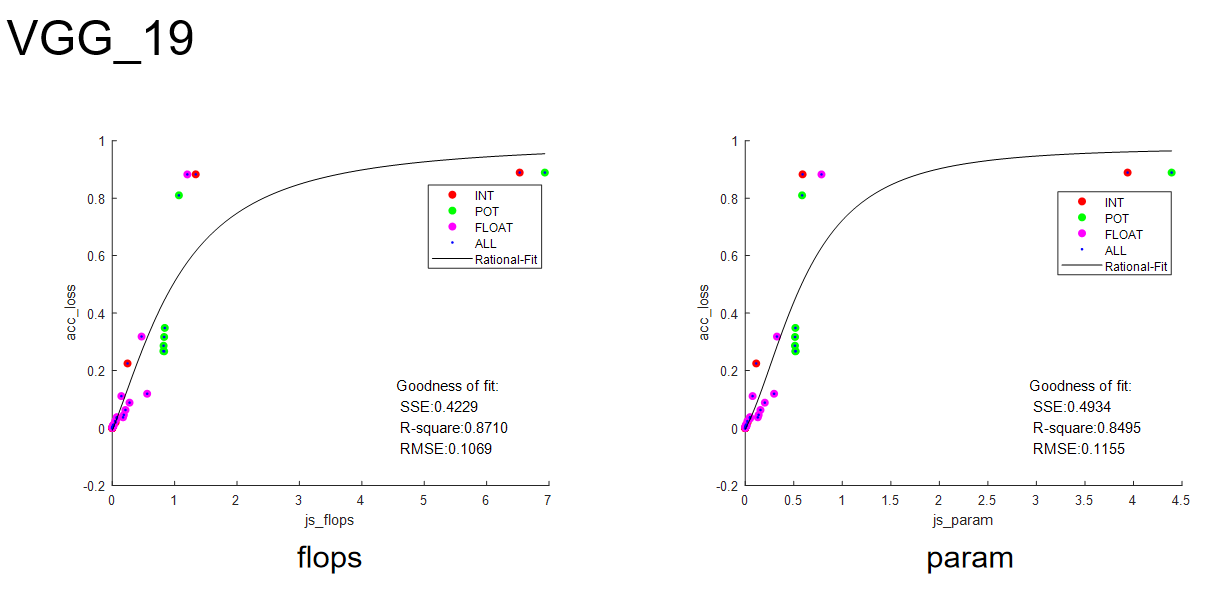 VGG_19
1
0.8
0.6
0.4
0.2
0
-0.2
acc_loss
0 1 2 3 4 5 6 7
js_flops
INT
POT
FLOAT
ALL
Rational-Fit
Goodness of fit:
SSE:0.4229
R-square:0.8710
RMSE:0.1069
flops
1
0.8
0.6
0.4
0.2
0
-0.2
acc_loss
0 0.5 1 1.5 2 2.5 3 3.5 4 4.5
js_param
INT
POT
FLOAT
ALL
Rational-Fit
Goodness of fit:
SSE:0.4934
R-square:0.8495
RMSE:0.1155
param